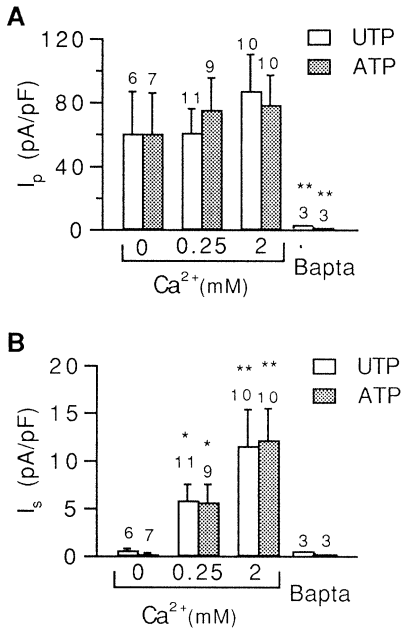 A
UTP
ATP
Ip (pA/pF)
120
80
40
0
6 7
11 9
10 10
** **
3 3
0 0.25 2
Ca2+(mM)
Bapta
B
UTP
ATP
Is (pA/pF)
20
15
10
5
0
6 7
* *
11 9
** **
10 10
3 3
0 0.25 2
Ca2+(mM)
Bapta